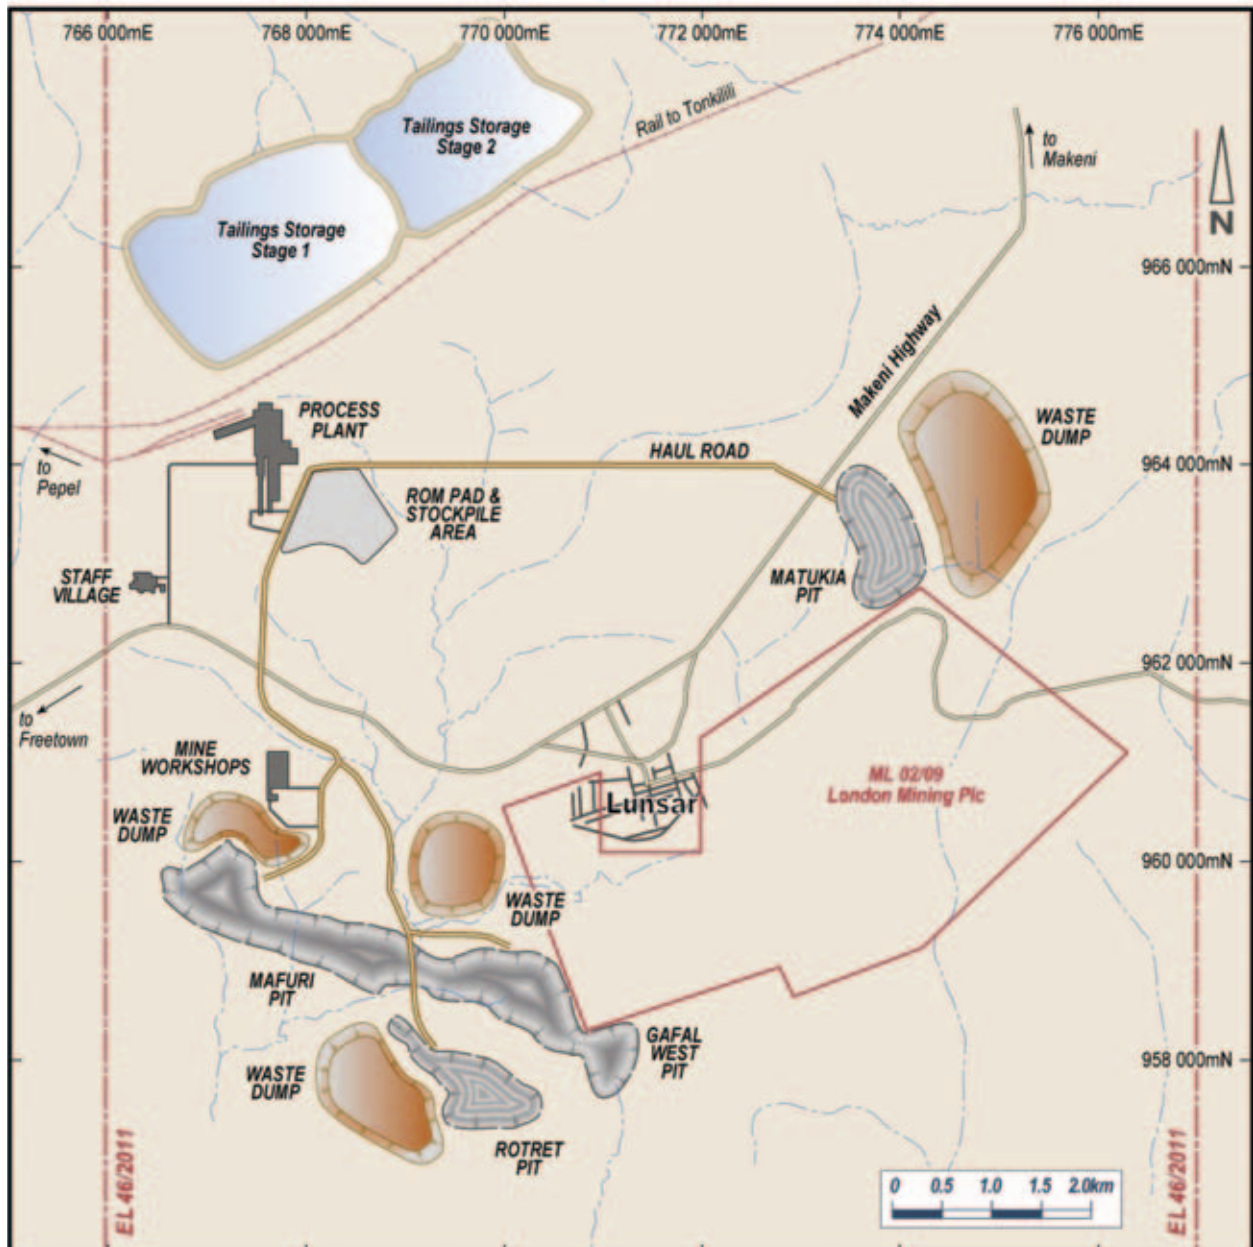 766 000mE
768 000mE
770 000mE
772 000mE
774 000mE
776 000mE
Tailings Storage
Stage 2
Rail to Tonkilili
to
Makeni
N
Tailings Storage
Stage 1
966 000mN
Makeni Highway
PROCESS
PLANT
WASTE
DUMP
HAUL ROAD
to
Pepel
964 000mN
ROM PAD &
STOCKPILE
AREA
STAFF
VILLAGE
MATUKIA
PIT
962 000mN
to
Freetown
MINE
WORKSHOPS
ML 02/09
London Mining Plc
Lunsar
WASTE
DUMP
960 000mN
WASTE
DUMP
MAFURI
PIT
GAFAL
WEST
PIT
958 000mN
WASTE
DUMP
ROTRET
PIT
EL 46/2011
EL 46/2011
0 0.5 1.0 1.5 2.0km